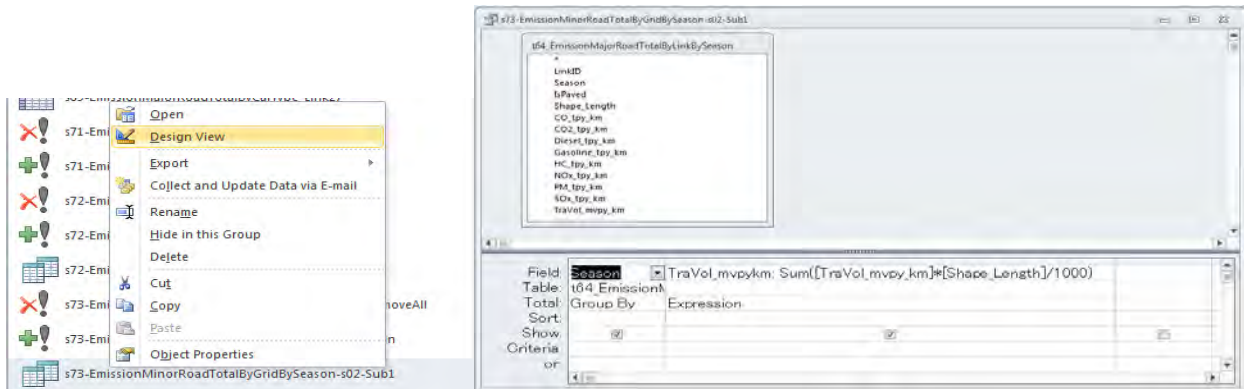 s71-Emi
s71-Emi
s72-Emi
s72-Emi
s72-Emi
s73-Emi moveAll
s73-Emi n
s73-EmissionMinorRoadTotalByGridBySeason-s02-Sub1
Open
Design View
Export
Collect and Update Data via E-mail
Rename
Hide in this Group
Delete
Cut
Copy
Paste
Object Properties
s73-EmissionMinorRoadTotalByGridBySeason-s02-Sub1
t64_EmissionMajorRoadTotalByLinkBySeason
*
LinkID
Season
IsPaved
Shape_Length
CO_tpy_km
CO2_tpy_km
Diesel_tpy_km
Gasoline_tpy_km
HC_tpy_km
NOx_tpy_km
PM_tpy_km
SOx_tpy_km
TraVol_mvpy_km
Field: Season TraVol_mvpykm: Sum([TraVol_mvpy_km]*[Shape_Length]/1000)
Table: t64_EmissionM
Total: Group By Expression
Sort:
Show:
Criteria:
or: